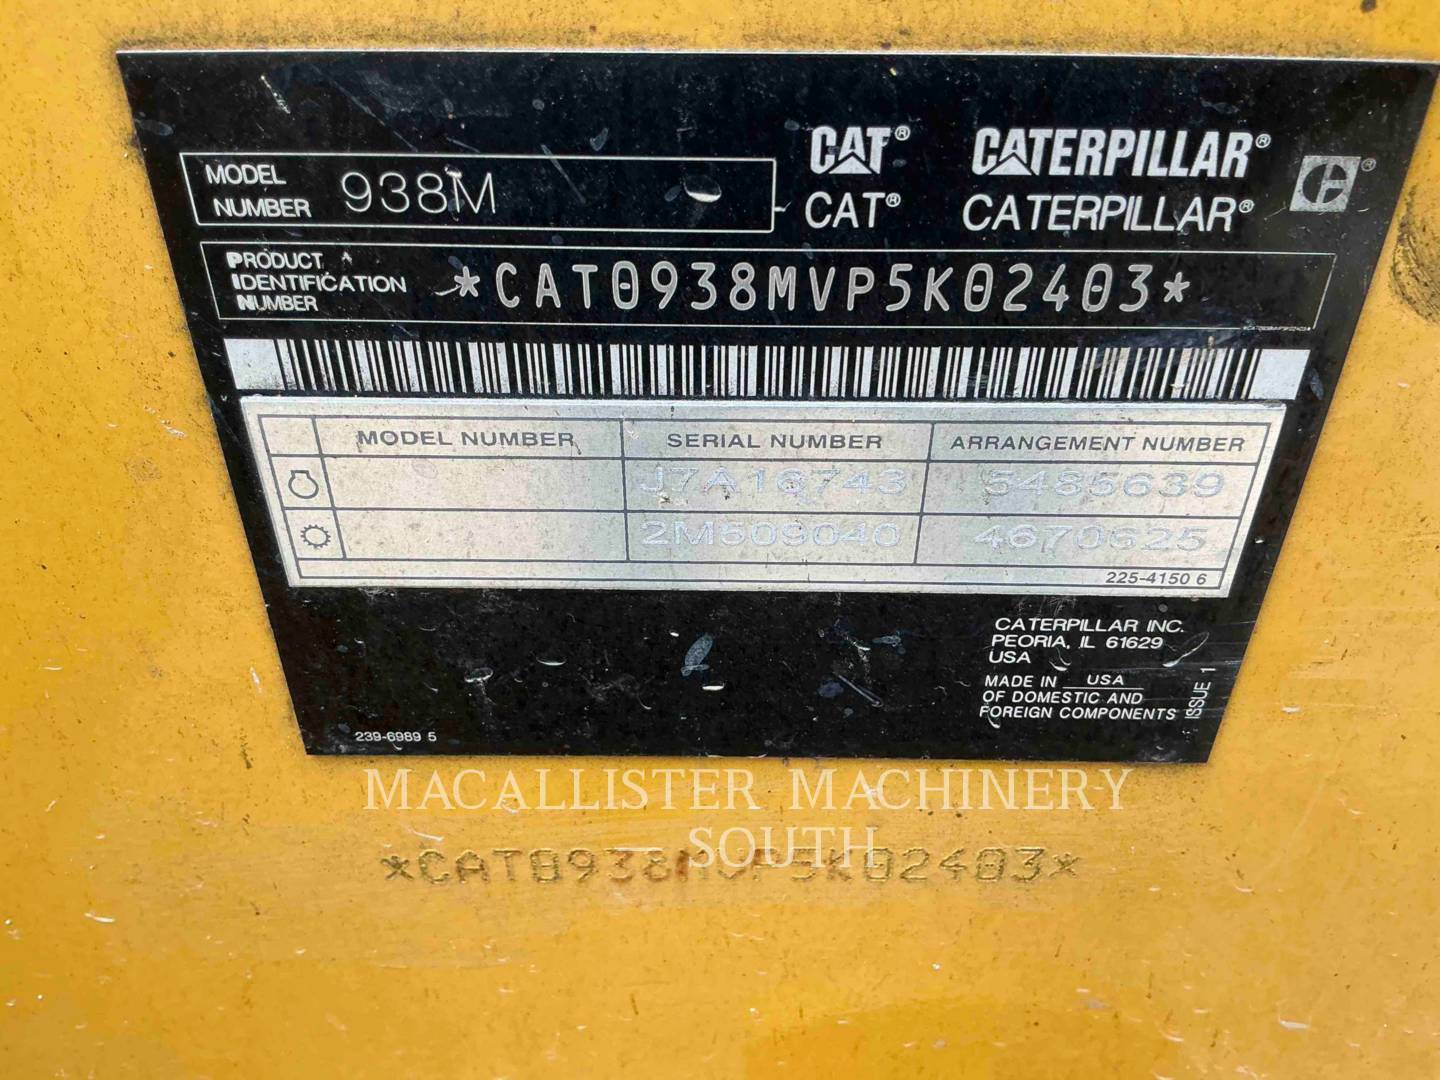 CAT® CATERPILLAR®
CAT® CATERPILLAR®
MODEL NUMBER 938M
PRODUCT IDENTIFICATION NUMBER *CAT0938MVP5K02403*
MODEL NUMBER SERIAL NUMBER ARRANGEMENT NUMBER
J7A16743 5485639
2M509040 4670625
225-4150 6
CATERPILLAR INC.
PEORIA, IL 61629
USA
MADE IN USA
OF DOMESTIC AND
FOREIGN COMPONENTS
ISSUE 1
239-6989 5
MACALLISTER MACHINERY
— SOUTH —
*CAT0938MVP5K02403*